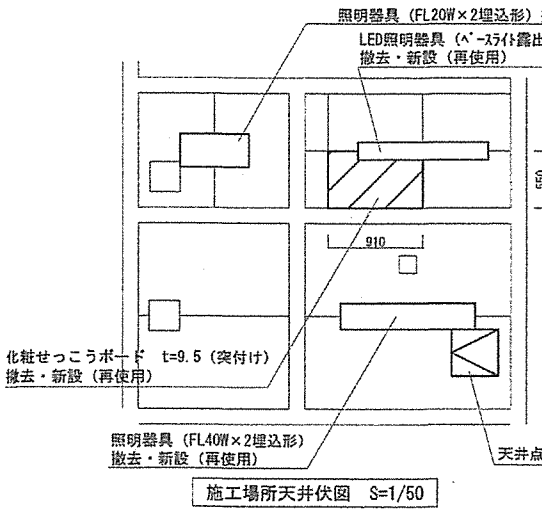 照明器具 (FL20W×2埋込形)
LED照明器具 (ﾍﾞｰｽﾗｲﾄ露出
撤去・新設 (再使用)
550
910
化粧せっこうボード t=9.5 (突付け)
撤去・新設 (再使用)
照明器具 (FL40W×2埋込形)
撤去・新設 (再使用)
天井点
施工場所天井伏図 S=1/50